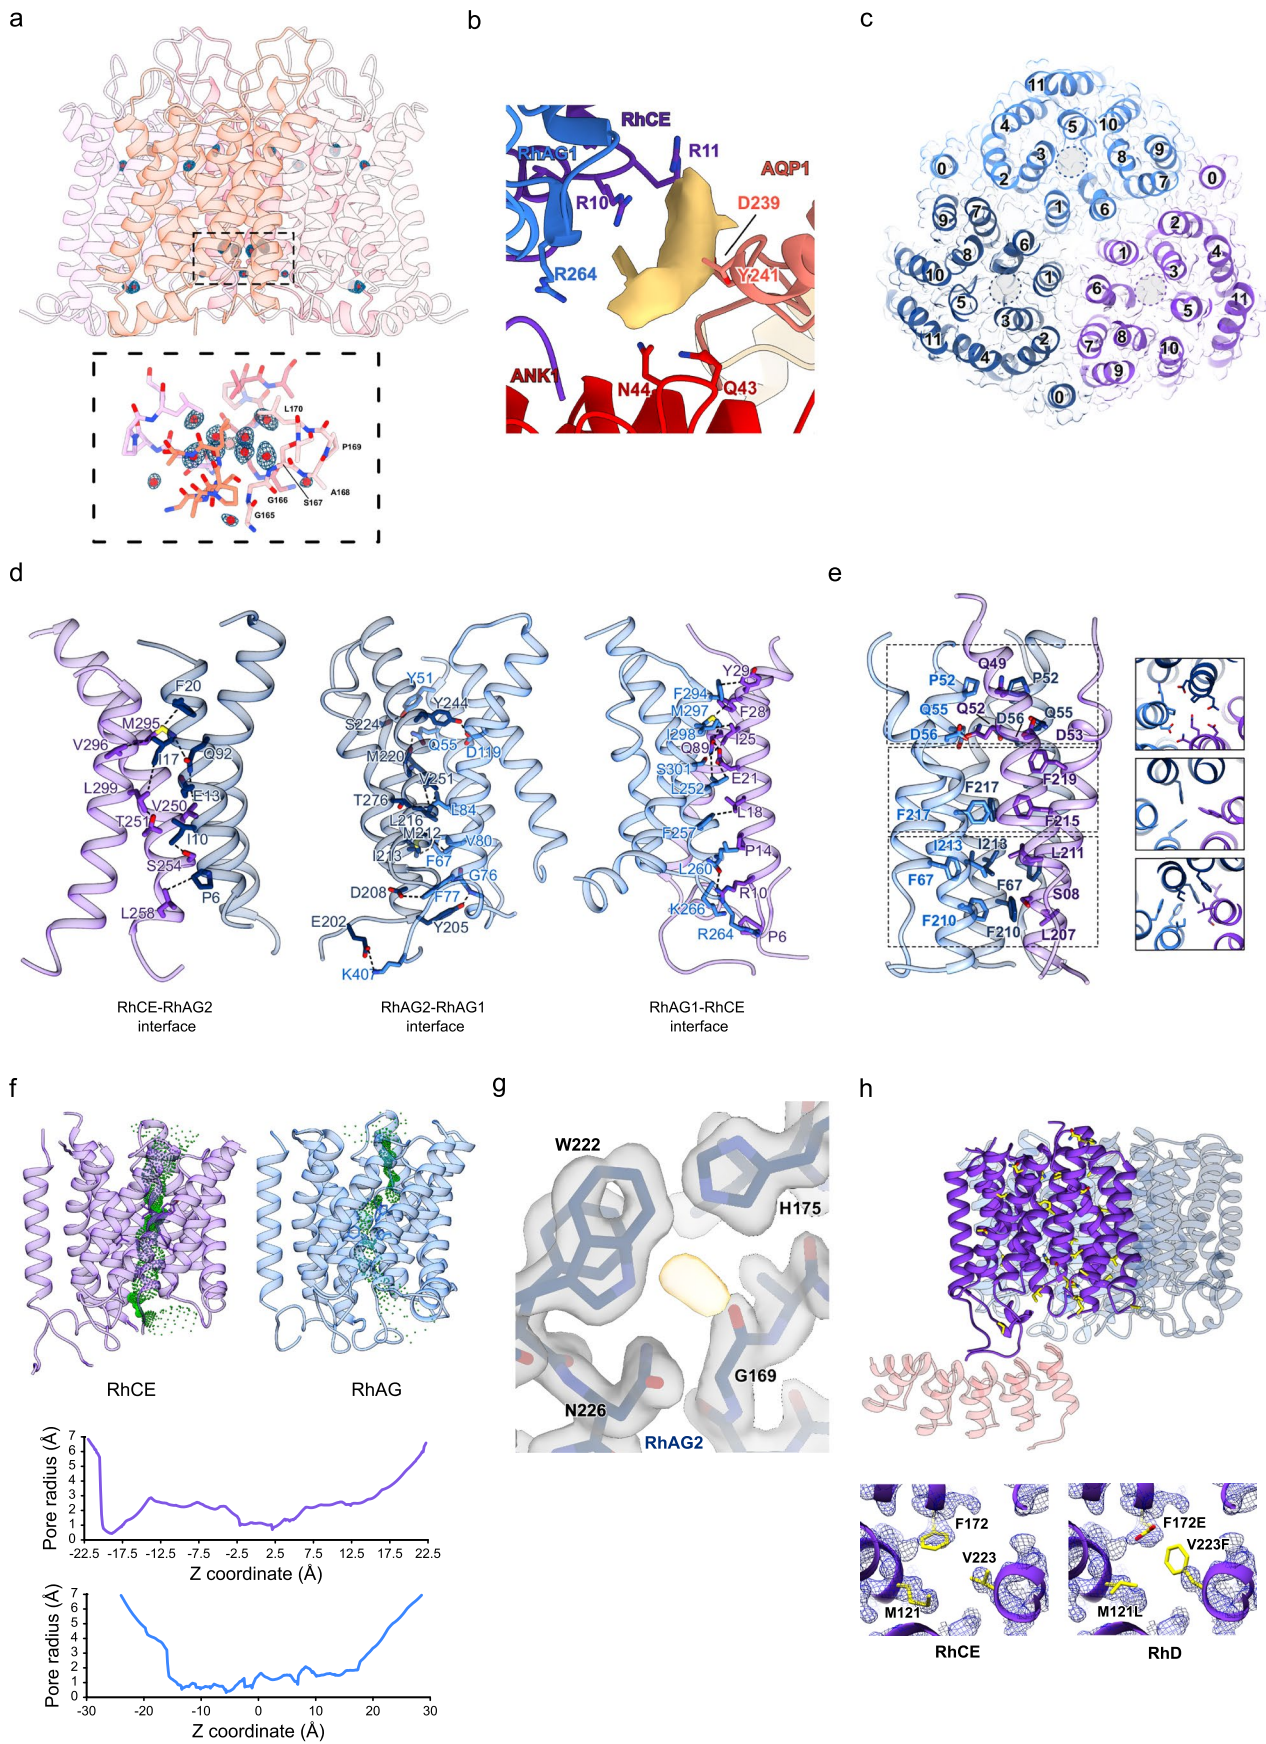 a
L170
P169
A168
S167
G166
G165
b
RhCE
RhAG1
R11
AQP1
R10
D239
R264
Y241
ANK1
N44
Q43
c
11
4
5
10
3
8
9
0
2
7
0
1
6
9
7
2
8
6
1
4
10
1
3
6
11
5
5
3
7
8
10
11
4
2
9
0
d
F20
M295
V296
I17
Q92
L299
E13
V250
T251
I10
S254
P6
L258
RhCE-RhAG2
interface
Y51
S224
Y244
Q55
D119
M220
V251
T276
L84
L216
M212
V80
I213
F67
G76
D208
F77
E202
Y205
K407
RhAG2-RhAG1
interface
Y29
F294
M297
F28
I298
I25
Q89
S301
E21
L252
L18
F257
P14
L260
R10
K266
R264
P6
RhAG1-RhCE
interface
e
Q49
P52
P52
Q52
Q55
Q55
D56
D56
D53
F219
F217
F217
F215
I213
I213
L211
F67
F67
S08
F210
F210
L207
f
RhCE
RhAG
Pore radius (Å)
7
6
5
4
3
2
1
0
-22.5 -17.5 -12.5 -7.5 -2.5 2.5 7.5 12.5 17.5 22.5
Z coordinate (Å)
Pore radius (Å)
7
6
5
4
3
2
1
0
-30 -20 -10 0 10 20 30
Z coordinate (Å)
g
W222
H175
G169
N226
RhAG2
h
F172
V223
M121
RhCE
F172E
V223F
M121L
RhD